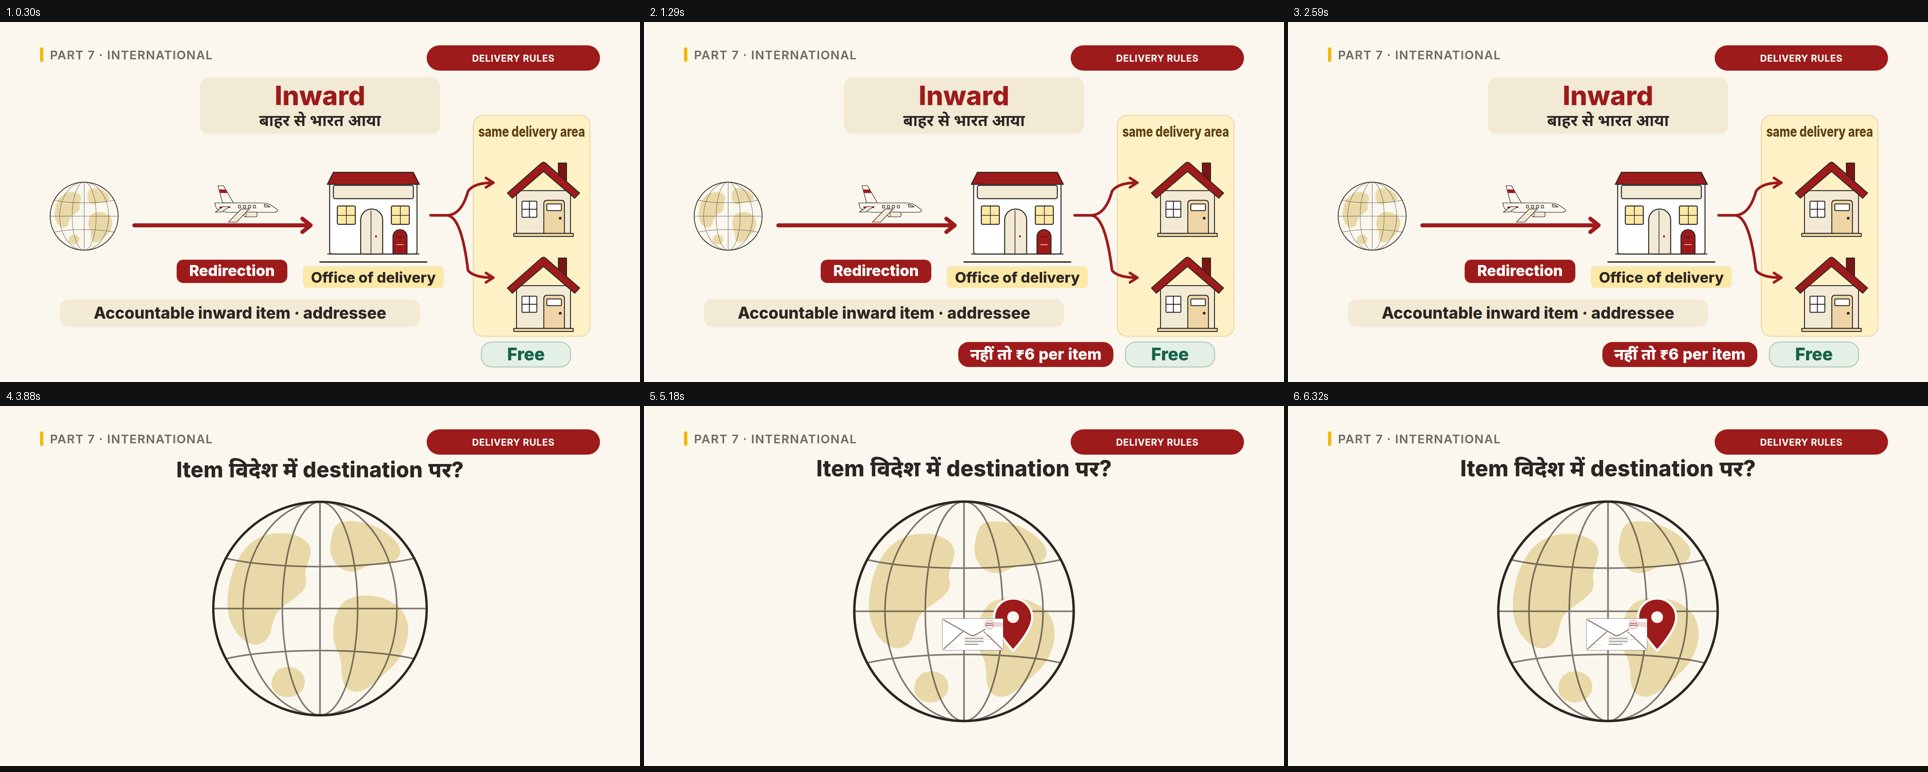 1. 0.30s
PART 7 · INTERNATIONAL
DELIVERY RULES
Inward
बाहर से भारत आया
same delivery area
Redirection
Office of delivery
Accountable inward item · addressee
Free
2. 1.29s
PART 7 · INTERNATIONAL
DELIVERY RULES
Inward
बाहर से भारत आया
same delivery area
Redirection
Office of delivery
Accountable inward item · addressee
नहीं तो ₹6 per item
Free
3. 2.59s
PART 7 · INTERNATIONAL
DELIVERY RULES
Inward
बाहर से भारत आया
same delivery area
Redirection
Office of delivery
Accountable inward item · addressee
नहीं तो ₹6 per item
Free
4. 3.88s
PART 7 · INTERNATIONAL
DELIVERY RULES
Item विदेश में destination पर?
5. 5.18s
PART 7 · INTERNATIONAL
DELIVERY RULES
Item विदेश में destination पर?
6. 6.32s
PART 7 · INTERNATIONAL
DELIVERY RULES
Item विदेश में destination पर?